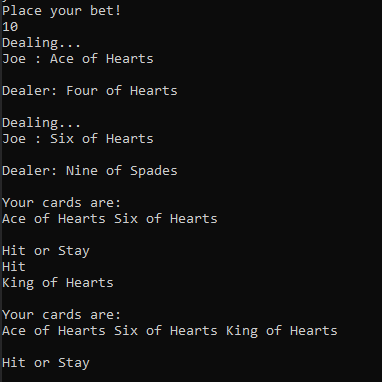 Place your bet!
10
Dealing...
Joe : Ace of Hearts
Dealer: Four of Hearts
Dealing...
Joe : Six of Hearts
Dealer: Nine of Spades
Your cards are:
Ace of Hearts Six of Hearts
Hit or Stay
Hit
King of Hearts
Your cards are:
Ace of Hearts Six of Hearts King of Hearts
Hit or Stay